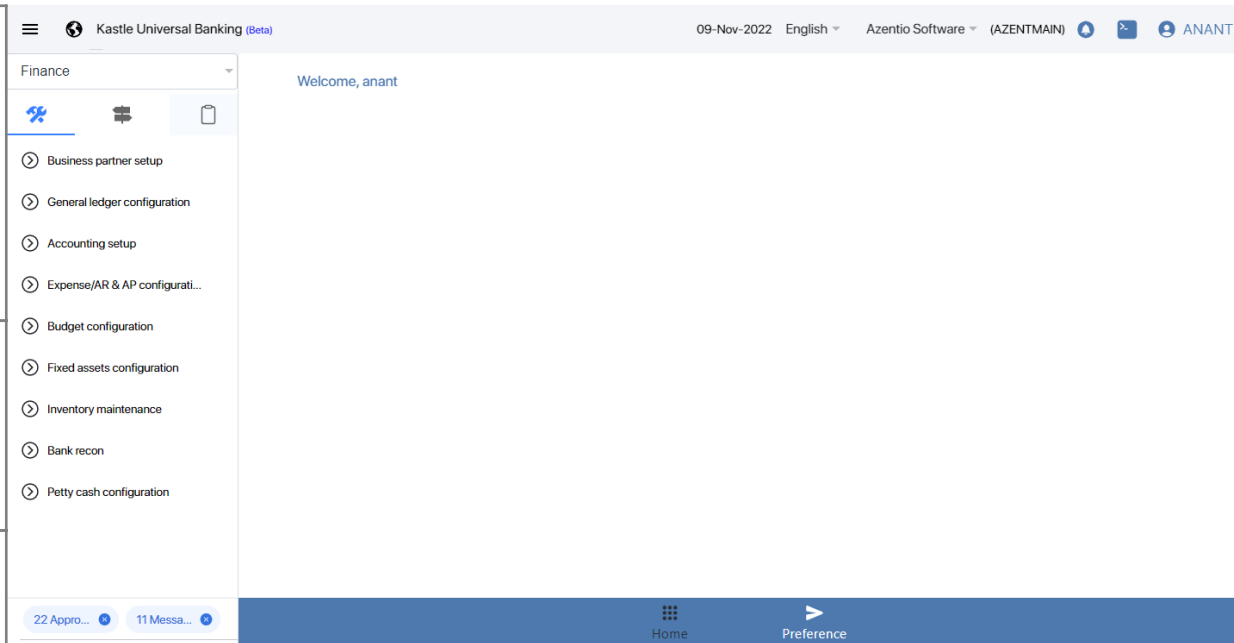 Kastle Universal Banking (Beta)
09-Nov-2022 English Azentio Software (AZENTMAIN) ANANT
Finance
Welcome, anant
Business partner setup
General ledger configuration
Accounting setup
Expense/AR & AP configurati...
Budget configuration
Fixed assets configuration
Inventory maintenance
Bank recon
Petty cash configuration
22 Appro... 11 Messa...
Home Preference